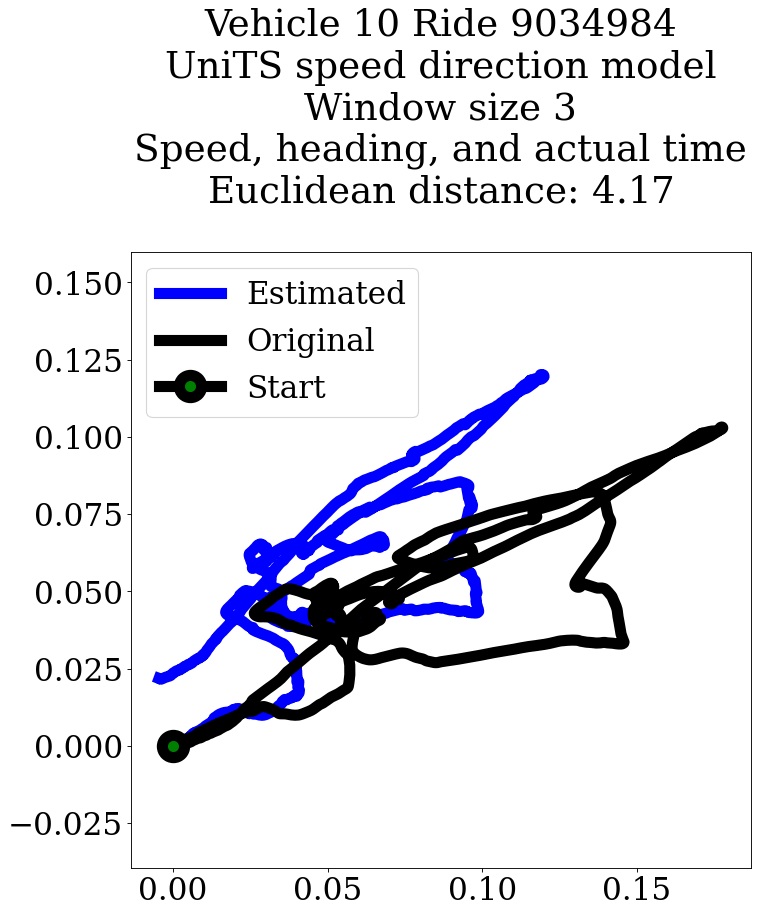 Vehicle 10 Ride 9034984
UniTS speed direction model
Window size 3
Speed, heading, and actual time
Euclidean distance: 4.17
Estimated
Original
Start
0.150
0.125
0.100
0.075
0.050
0.025
0.000
−0.025
0.00 0.05 0.10 0.15